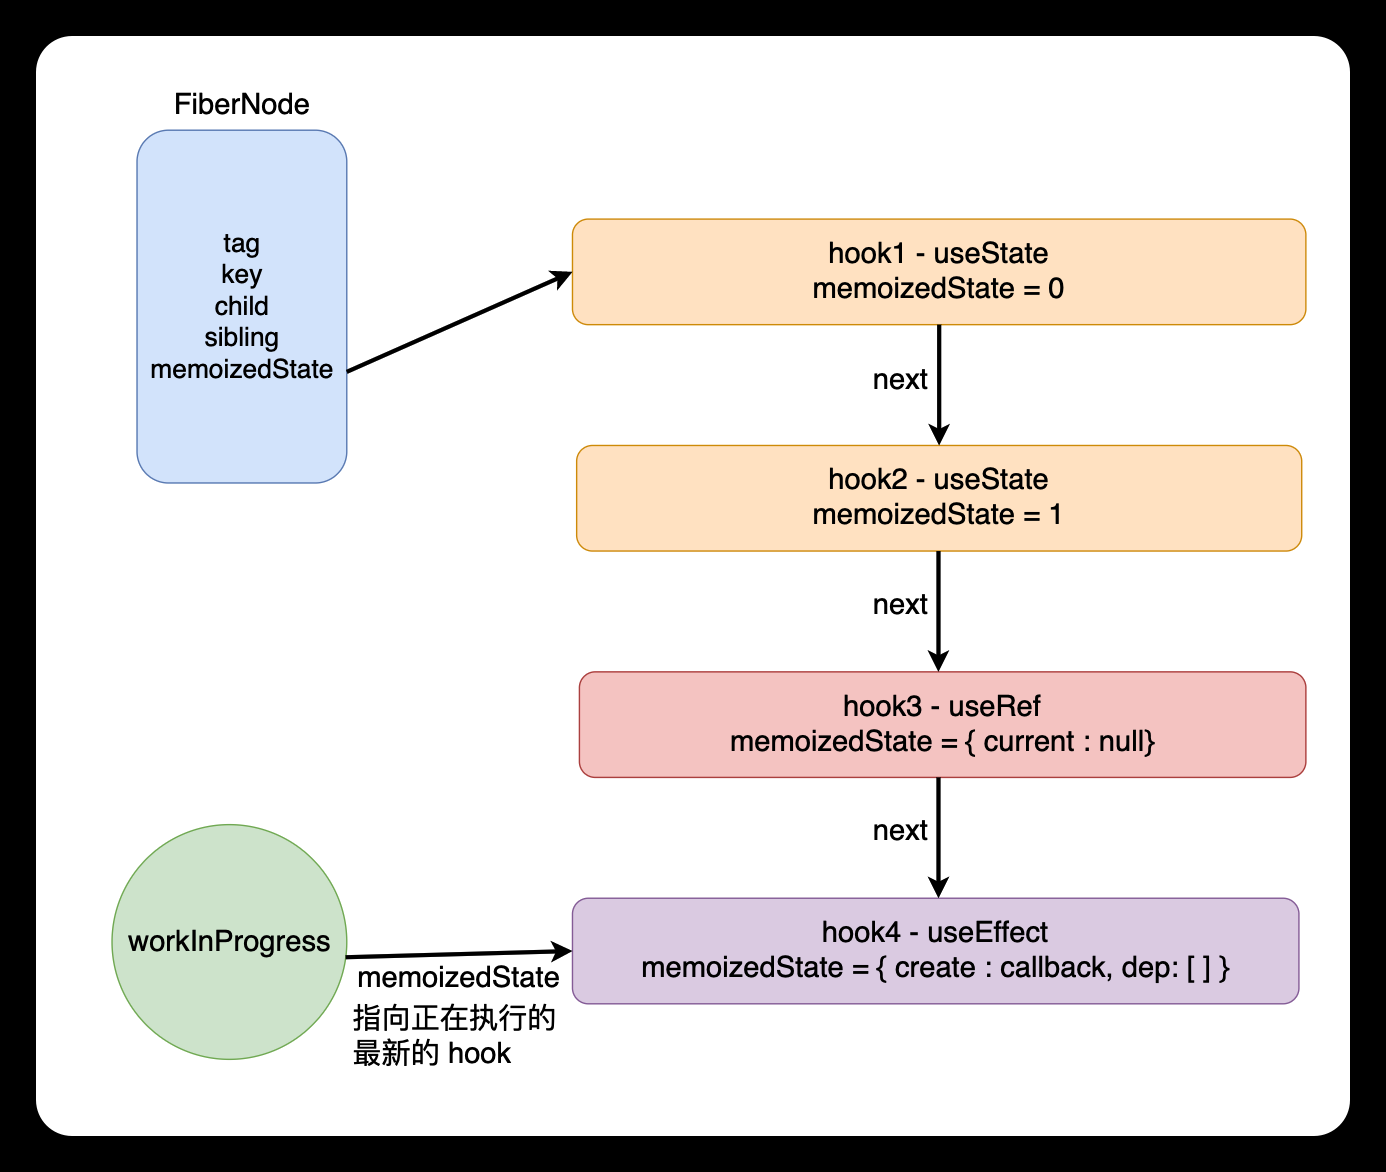 FiberNode
tag
key
child
sibling
memoizedState
hook1 - useState
memoizedState = 0
next
hook2 - useState
memoizedState = 1
next
hook3 - useRef
memoizedState = { current : null}
next
hook4 - useEffect
memoizedState = { create : callback, dep: [ ] }
workInProgress
memoizedState
指向正在执行的
最新的 hook